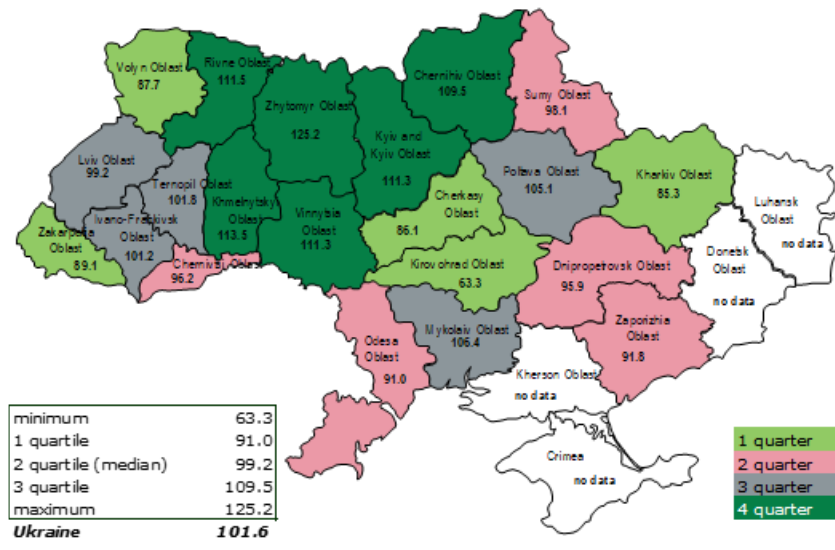 Volyn Oblast
87.7
Rivne Oblast
111.5
Zhytomyr Oblast
125.2
Kyiv and
Kyiv Oblast
111.3
Chernihiv Oblast
109.5
Sumy Oblast
98.1
Lviv Oblast
99.2
Ternopil Oblast
101.8
Khmelnytsky
Oblast
113.5
Vinnytsia
Oblast
111.3
Cherkasy
Oblast
86.1
Poltava Oblast
105.1
Kharkiv Oblast
85.3
Luhansk
Oblast
no data
Zakarpattia
Oblast
89.1
Ivano-Frankivsk
Oblast
101.2
Chernivtsi Oblast
96.2
Kirovohrad Oblast
63.3
Dnipropetrovsk Oblast
95.9
Donetsk
Oblast
no data
Odesa
Oblast
91.0
Mykolaiv Oblast
106.4
Zaporizhia
Oblast
91.8
Kherson Oblast
no data
Crimea
no data
minimum 63.3
1 quartile 91.0
2 quartile (median) 99.2
3 quartile 109.5
maximum 125.2
Ukraine 101.6
1 quarter
2 quarter
3 quarter
4 quarter